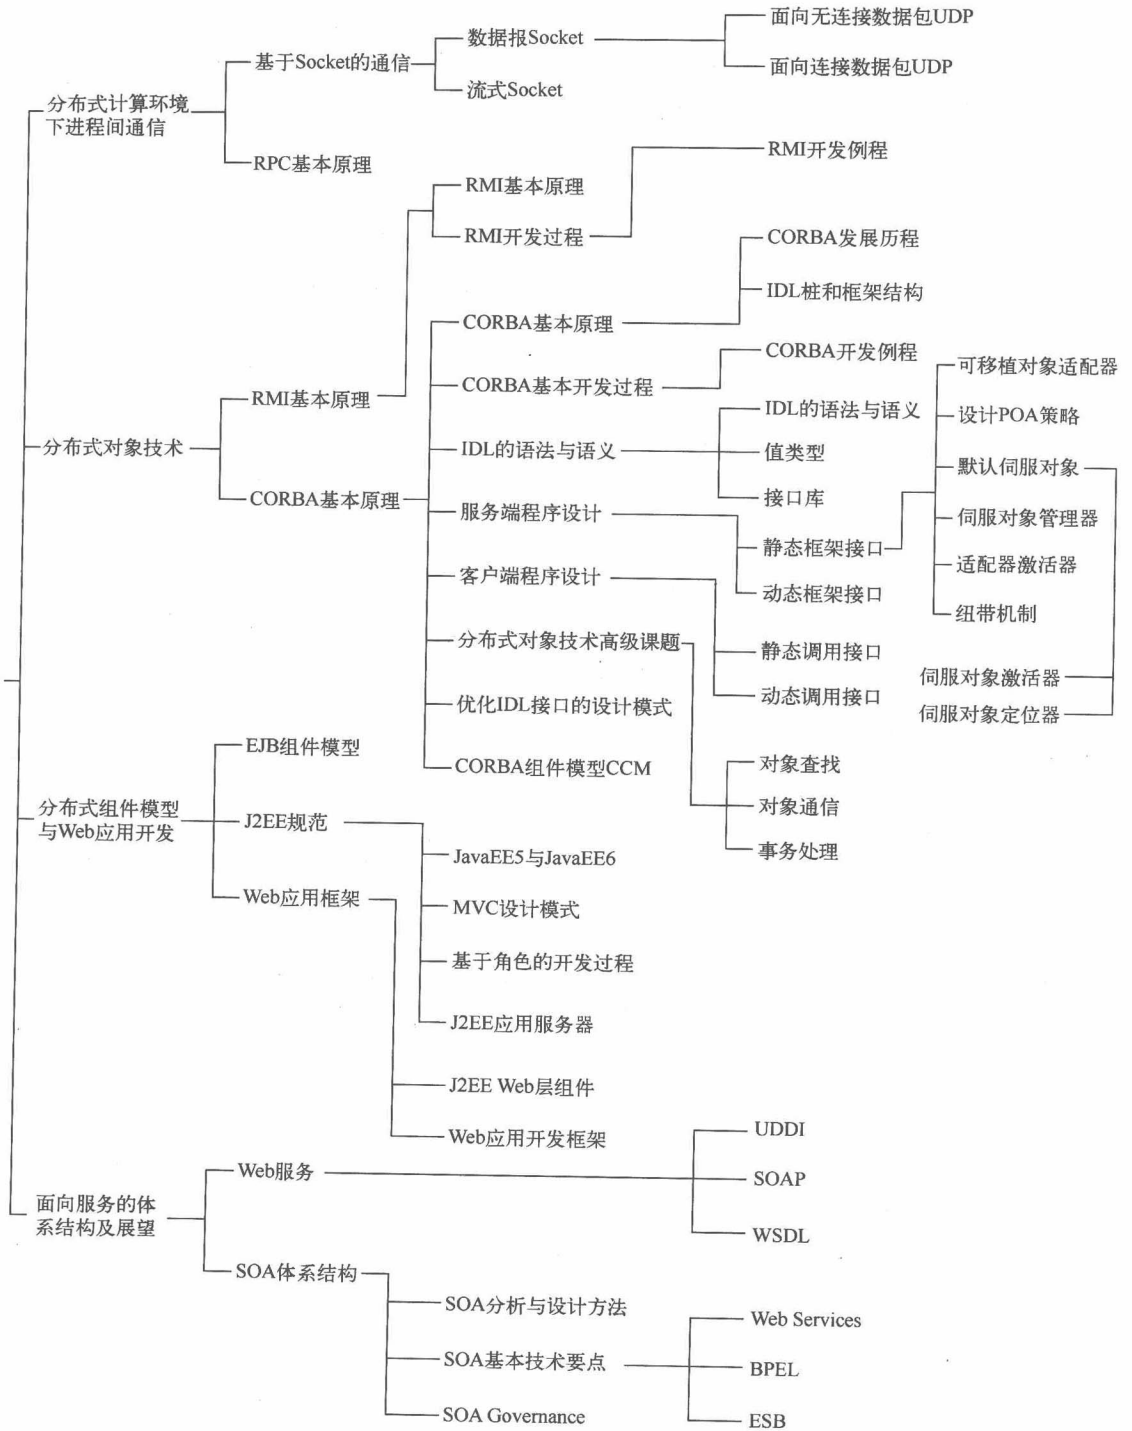 面向无连接数据包UDP
数据报Socket
基于Socket的通信
面向连接数据包UDP
流式Socket
分布式计算环境
下进程间通信
RPC基本原理
RMI开发例程
RMI基本原理
RMI开发过程
CORBA发展历程
IDL桩和框架结构
CORBA基本原理
CORBA开发例程
可移植对象适配器
CORBA基本开发过程
RMI基本原理
IDL的语法与语义
设计POA策略
分布式对象技术
IDL的语法与语义
值类型
默认伺服对象
CORBA基本原理
接口库
服务端程序设计
伺服对象管理器
静态框架接口
适配器激活器
客户端程序设计
动态框架接口
纽带机制
分布式对象技术高级课题
静态调用接口
伺服对象激活器
动态调用接口
优化IDL接口的设计模式
伺服对象定位器
EJB组件模型
CORBA组件模型CCM
对象查找
分布式组件模型
与Web应用开发
对象通信
J2EE规范
事务处理
JavaEE5与JavaEE6
Web应用框架
MVC设计模式
基于角色的开发过程
J2EE应用服务器
J2EE Web层组件
Web应用开发框架
UDDI
Web服务
SOAP
面向服务的体
系结构及展望
WSDL
SOA体系结构
SOA分析与设计方法
Web Services
SOA基本技术要点
BPEL
SOA Governance
ESB